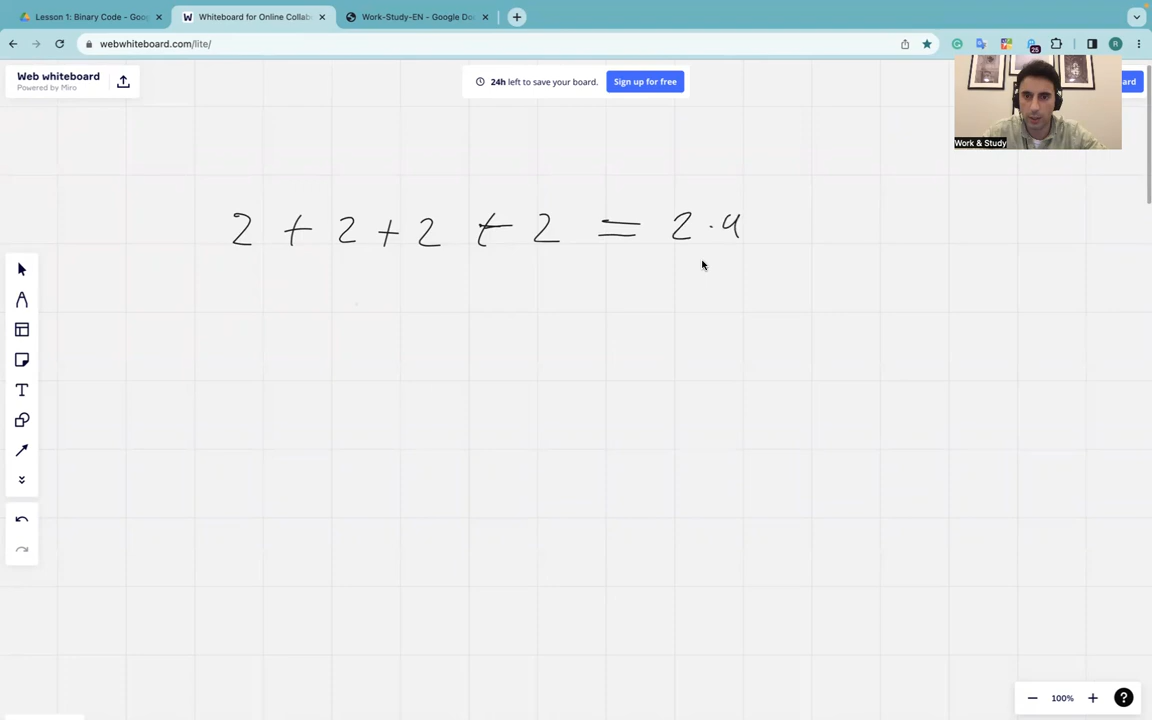 Lesson 1: Binary Code - Goo
Whiteboard for Online Collab
Work-Study-EN - Google Do
webwhiteboard.com/lite/
25
R
Web whiteboard
Powered by Miro
24h left to save your board.
Sign up for free
ard
Work & Study
2 + 2 + 2 + 2 = 2 · 4
T
100%
?